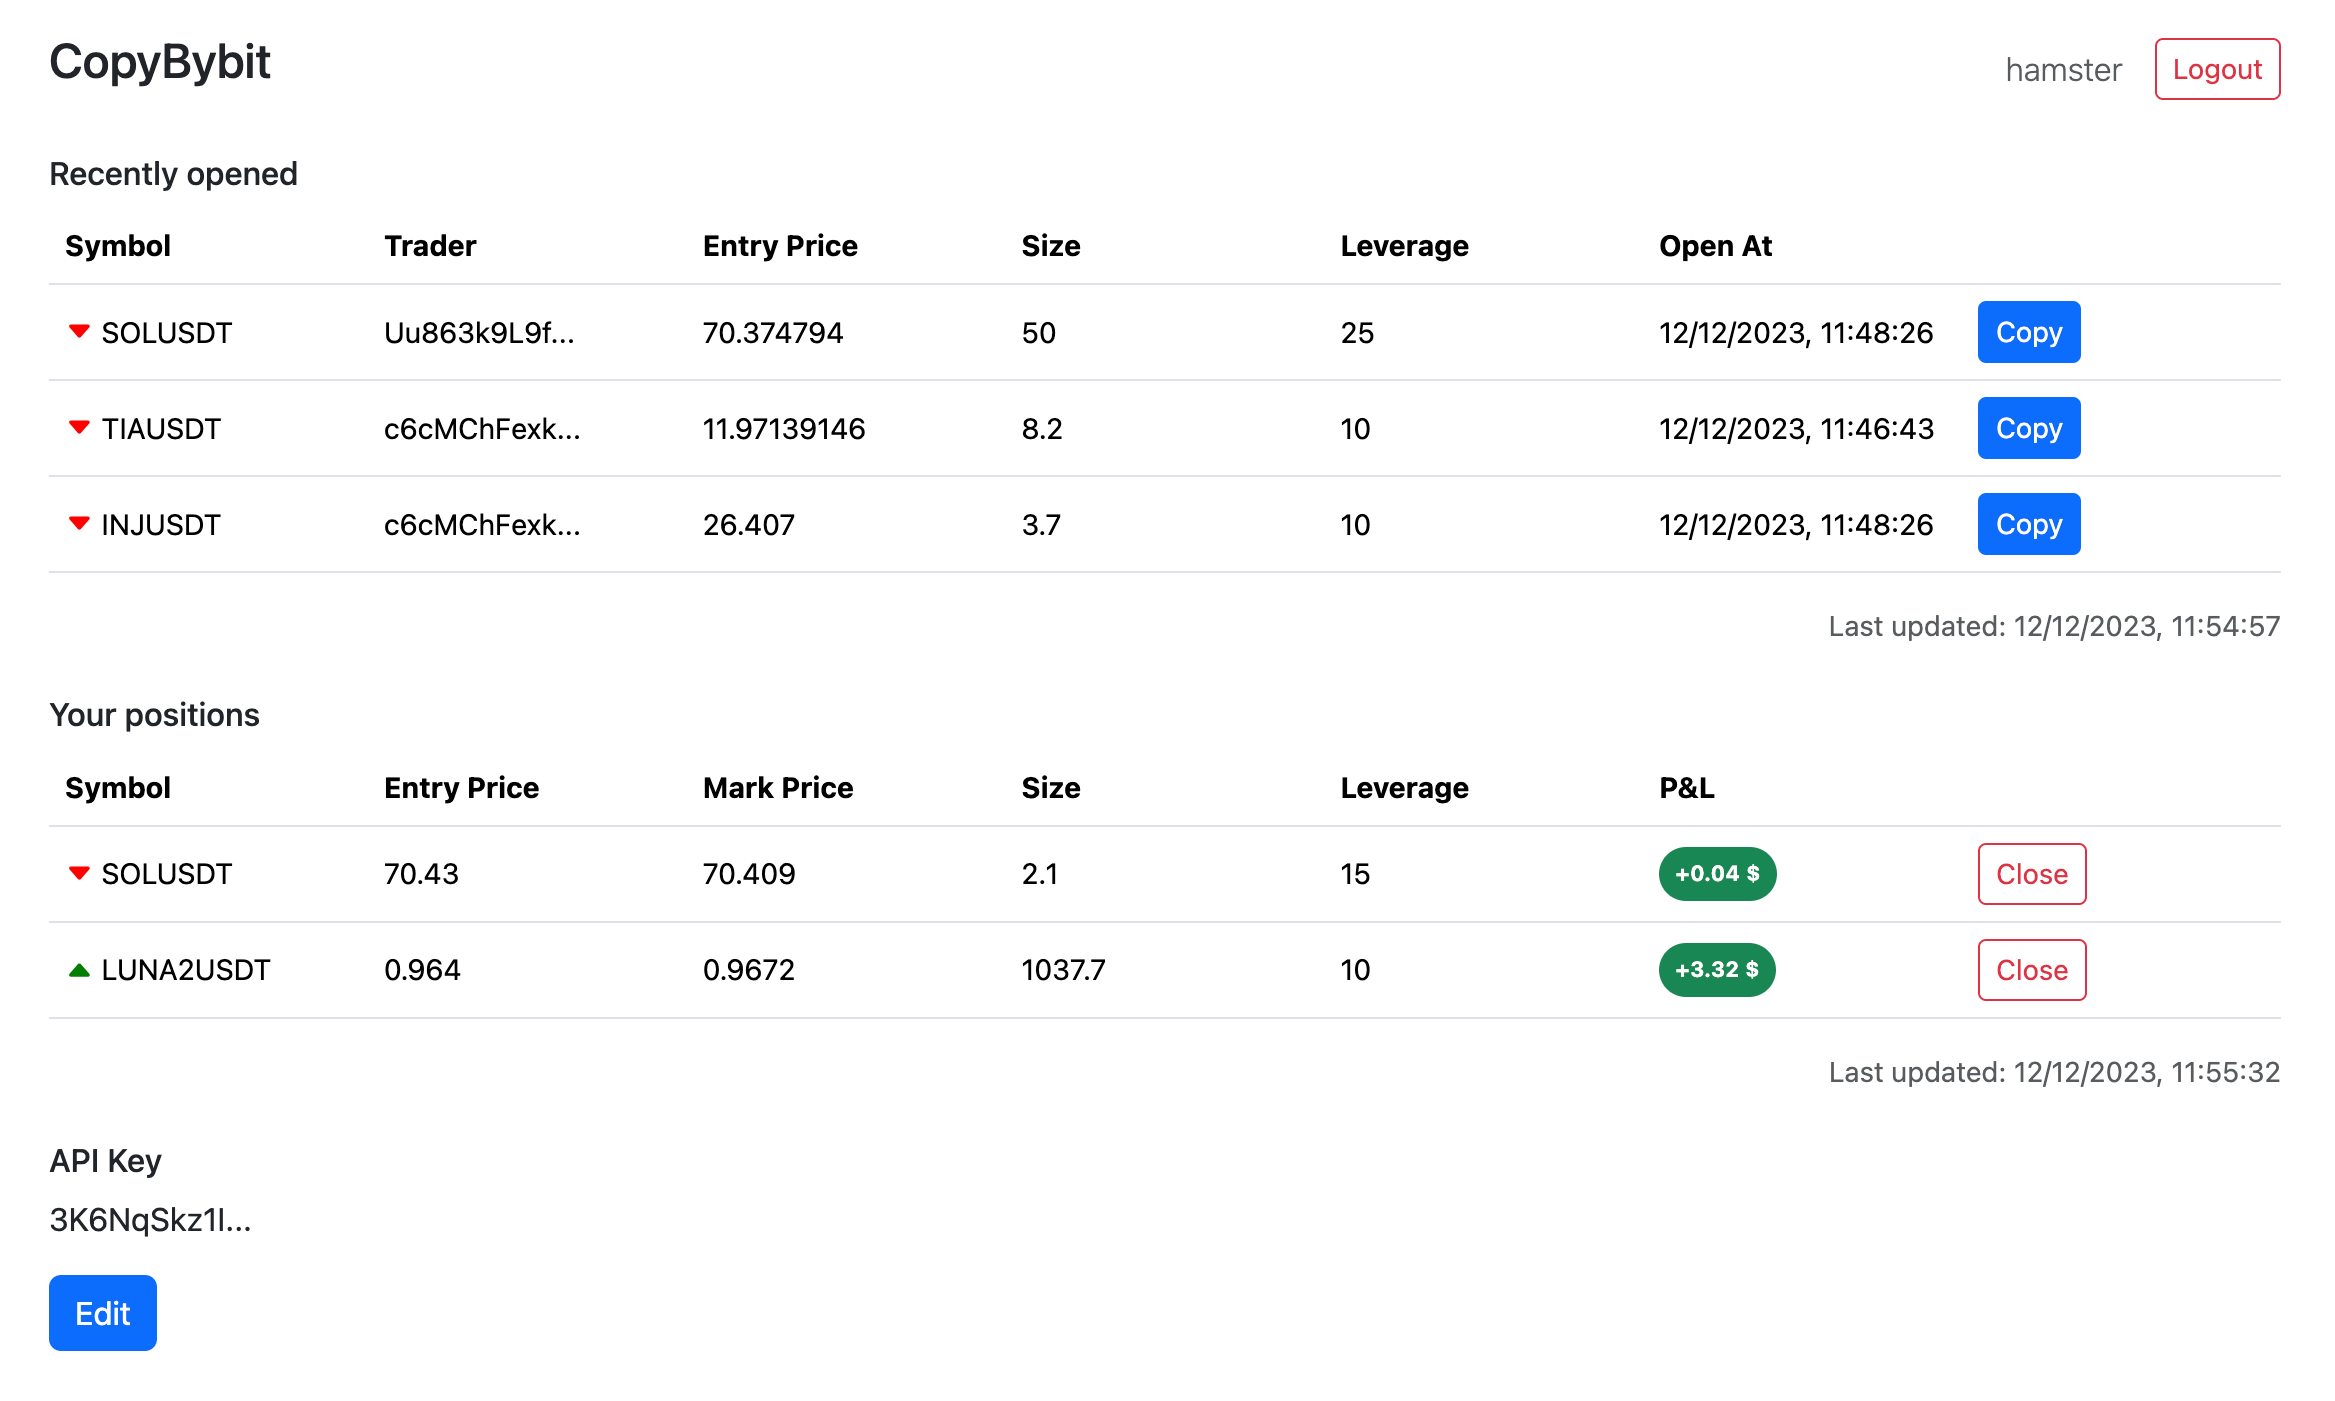 CopyBybit
hamster Logout
Recently opened
Symbol Trader Entry Price Size Leverage Open At
SOLUSDT Uu863k9L9f... 70.374794 50 25 12/12/2023, 11:48:26 Copy
TIAUSDT c6cMChFexk... 11.97139146 8.2 10 12/12/2023, 11:46:43 Copy
INJUSDT c6cMChFexk... 26.407 3.7 10 12/12/2023, 11:48:26 Copy
Last updated: 12/12/2023, 11:54:57
Your positions
Symbol Entry Price Mark Price Size Leverage P&L
SOLUSDT 70.43 70.409 2.1 15 +0.04 $ Close
LUNA2USDT 0.964 0.9672 1037.7 10 +3.32 $ Close
Last updated: 12/12/2023, 11:55:32
API Key
3K6NqSkz1I...
Edit